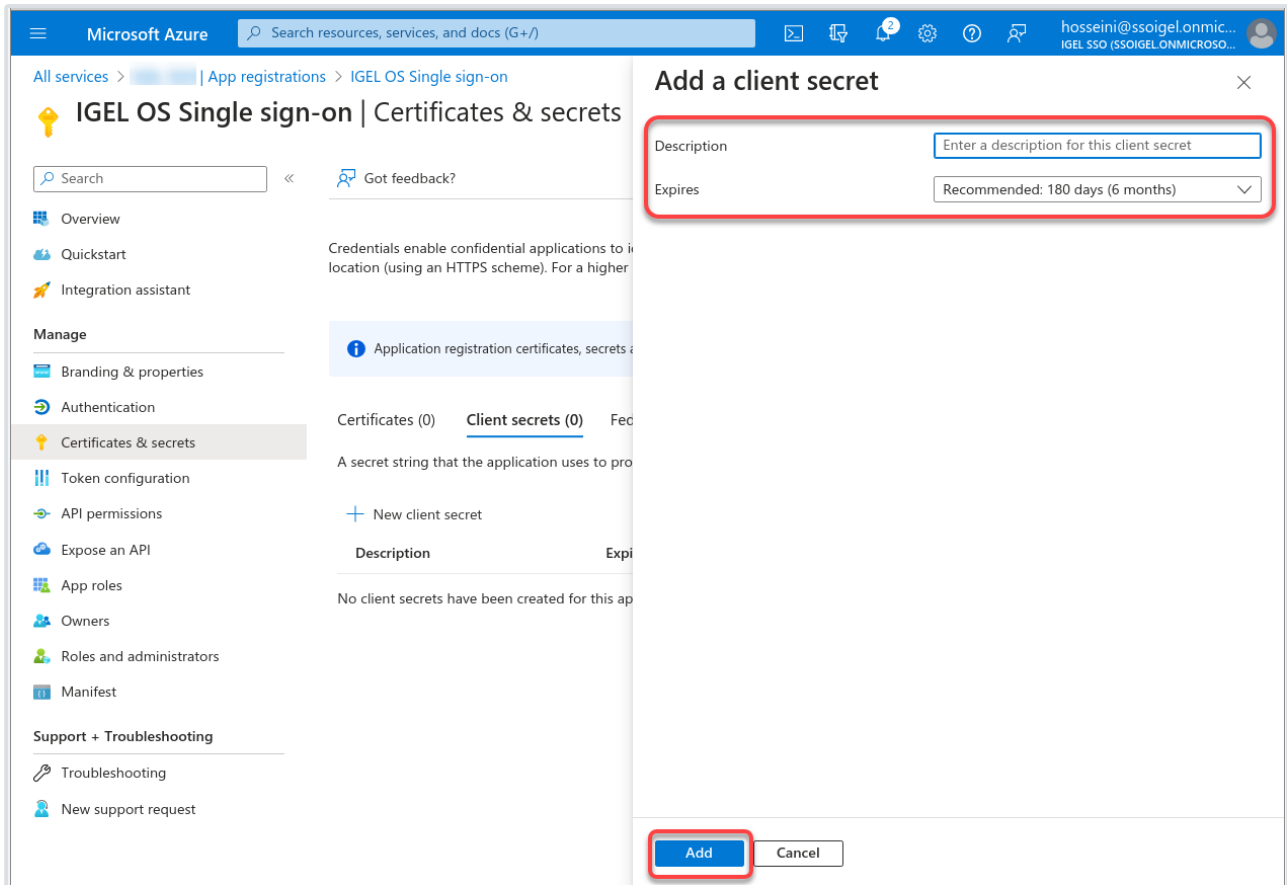 Microsoft Azure
Search resources, services, and docs (G+/)
2
hosseini@ssoigel.onmic...
IGEL SSO (SSOIGEL.ONMICROSO...
All services > | App registrations > IGEL OS Single sign-on
IGEL OS Single sign-on | Certificates & secrets
Search
«
Overview
Quickstart
Integration assistant
Manage
Branding & properties
Authentication
Certificates & secrets
Token configuration
API permissions
Expose an API
App roles
Owners
Roles and administrators
Manifest
Support + Troubleshooting
Troubleshooting
New support request
Got feedback?
Credentials enable confidential applications to
location (using an HTTPS scheme). For a higher
Application registration certificates, secrets
Certificates (0) Client secrets (0) Fed
A secret string that the application uses to pro
New client secret
Description Expi
No client secrets have been created for this ap
Add a client secret
Description Enter a description for this client secret
Expires Recommended: 180 days (6 months)
Add Cancel